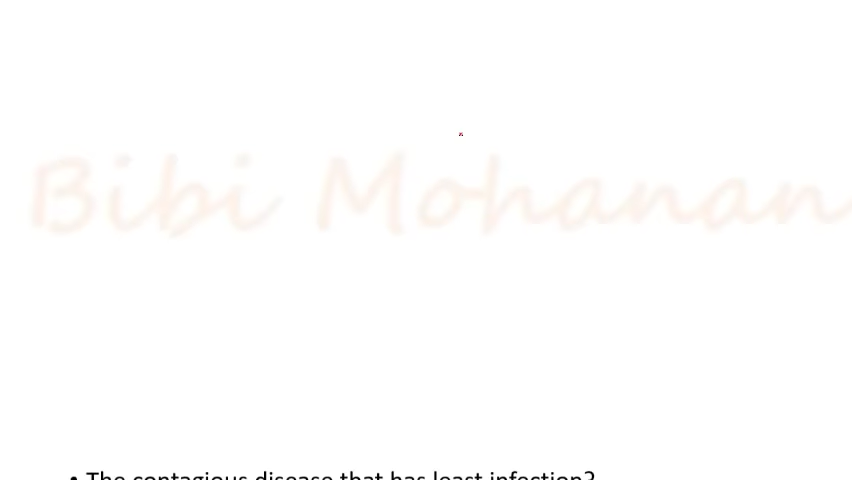 Bibi Mohanan
• The contagious disease that has least infection?